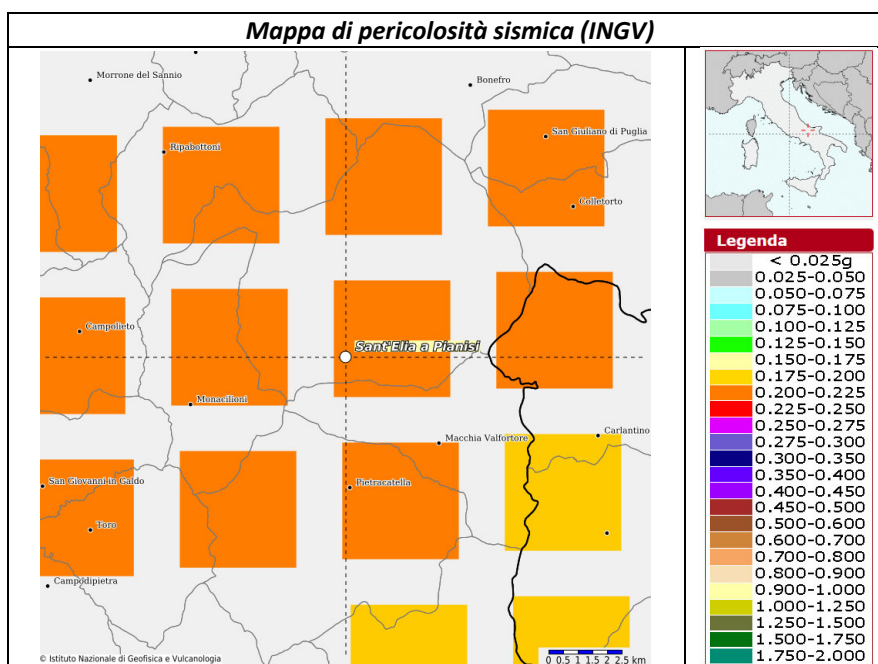 Mappa di pericolosità sismica (INGV)
Morrone del Sannio
Bonefro
San Giuliano di Puglia
Ripabottoni
Colletorto
Campolieto
Sant'Elia a Pianisi
Monacilioni
Macchia Valfortore
Carlantino
San Giovanni in Galdo
Pietracatella
Toro
Campodipietra
© Istituto Nazionale di Geofisica e Vulcanologia
0 0.5 1 1.5 2 2.5 km
Legenda
< 0.025g
0.025-0.050
0.050-0.075
0.075-0.100
0.100-0.125
0.125-0.150
0.150-0.175
0.175-0.200
0.200-0.225
0.225-0.250
0.250-0.275
0.275-0.300
0.300-0.350
0.350-0.400
0.400-0.450
0.450-0.500
0.500-0.600
0.600-0.700
0.700-0.800
0.800-0.900
0.900-1.000
1.000-1.250
1.250-1.500
1.500-1.750
1.750-2.000